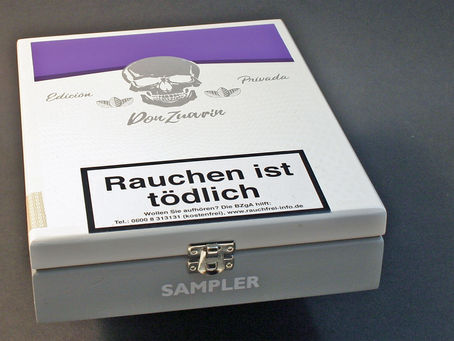 Edición Privada
Don Zuarin
Rauchen ist
tödlich
Wollen Sie aufhören? Die BZgA hilft:
Tel.: 0800 8 313131 (kostenfrei), www.rauchfrei-info.de
SAMPLER